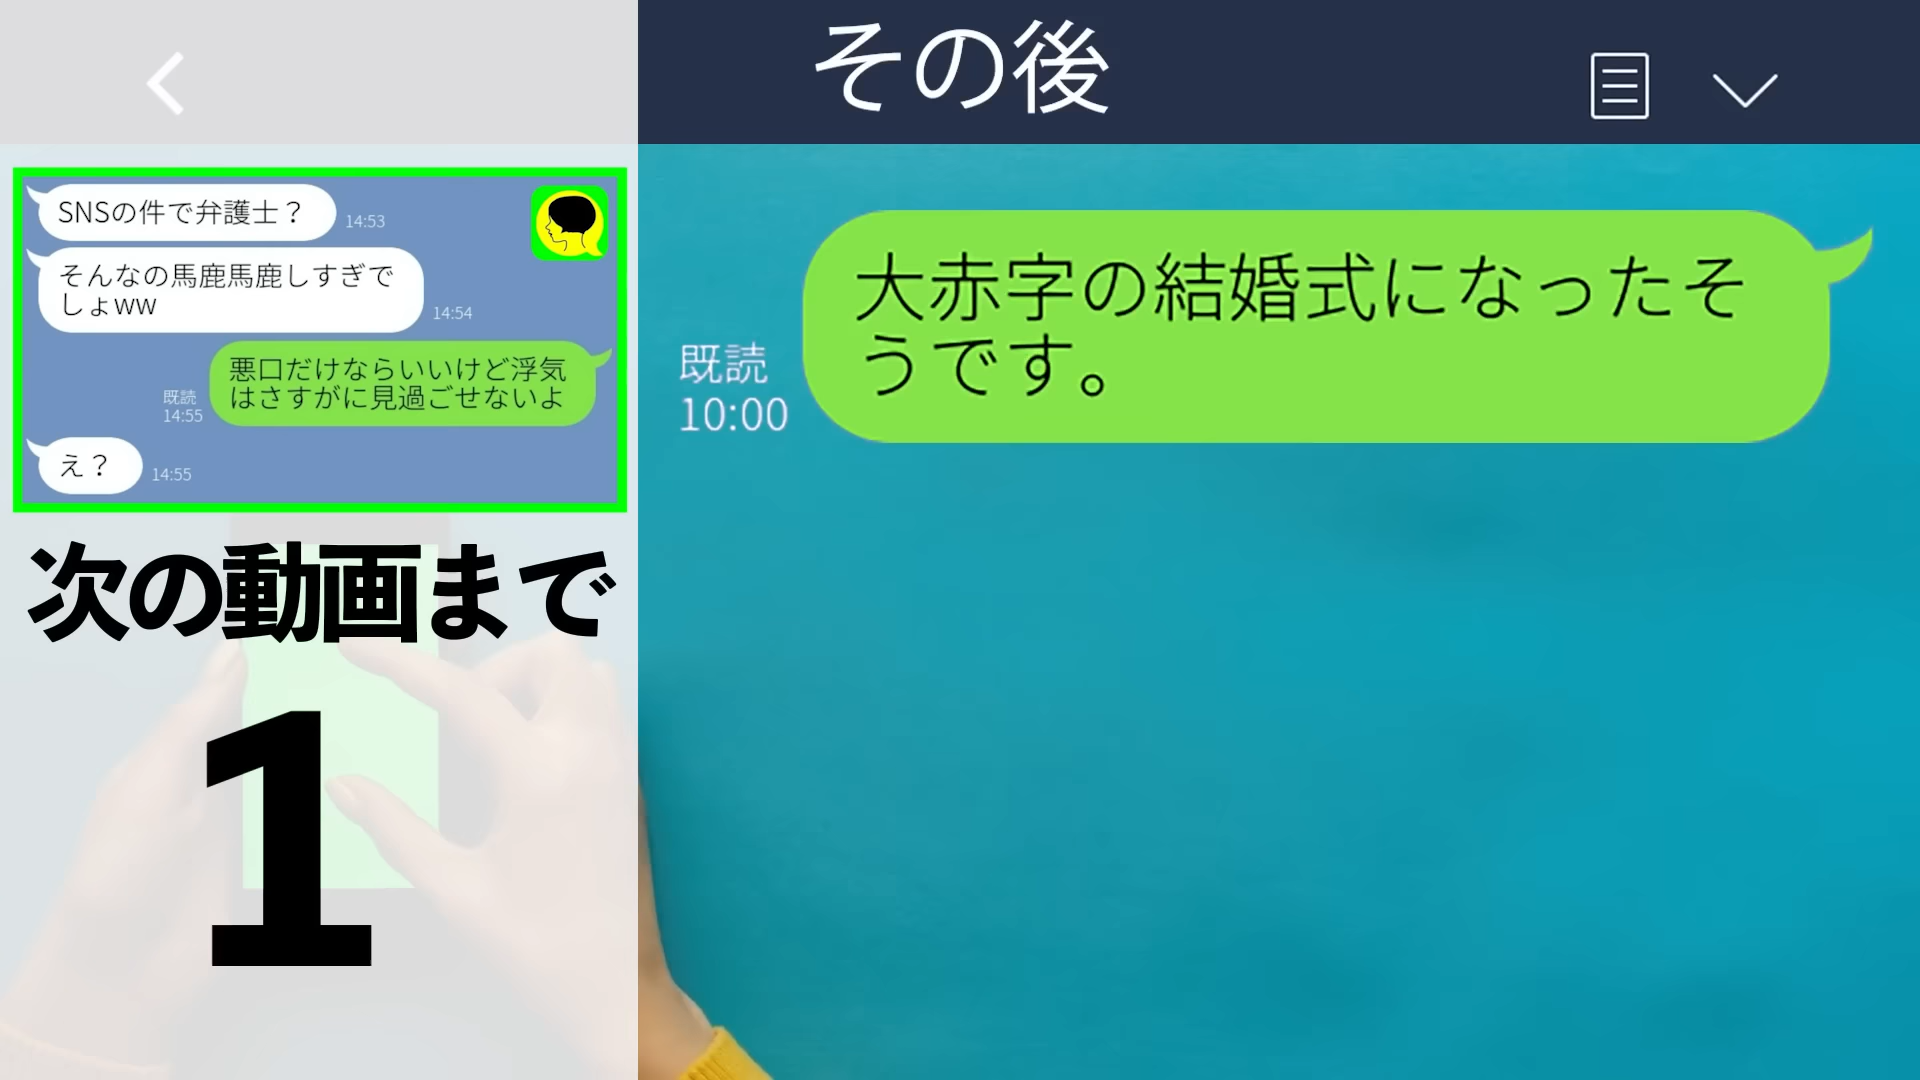 その後
SNSの件で弁護士？
14:53
そんなの馬鹿馬鹿しすぎで
しょww
14:54
悪口だけならいいけど浮気
はさすがに見過ごせないよ
既読
14:55
え？
14:55
次の動画まで
1
大赤字の結婚式になったそ
うです。
既読
10:00